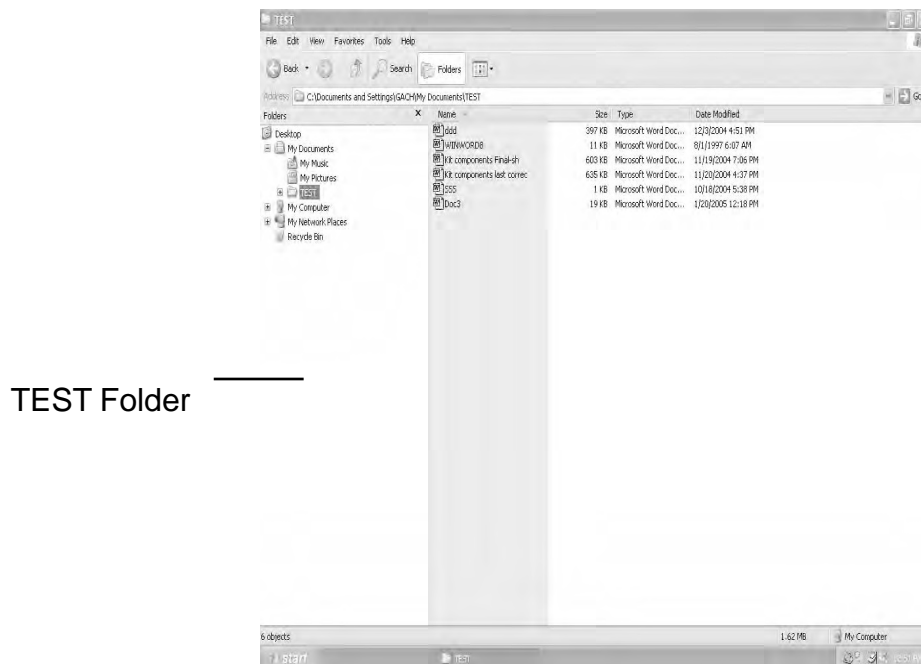 TEST
File Edit View Favorites Tools Help
Back Search Folders
Address C:\Documents and Settings\GACH\My Documents\TEST Go
Folders X Name Size Type Date Modified
Desktop
My Documents
My Music
My Pictures
TEST
My Computer
My Network Places
Recycle Bin
ddd 397 KB Microsoft Word Doc... 12/3/2004 4:51 PM
WINWORD8 11 KB Microsoft Word Doc... 8/1/1997 6:07 AM
Kit components Final-sh 603 KB Microsoft Word Doc... 11/19/2004 7:06 PM
Kit components last correc 635 KB Microsoft Word Doc... 11/20/2004 4:37 PM
SSS 1 KB Microsoft Word Doc... 10/18/2004 5:38 PM
Doc3 19 KB Microsoft Word Doc... 1/20/2005 12:18 PM
TEST Folder
6 objects 1.62 MB My Computer
start TEST